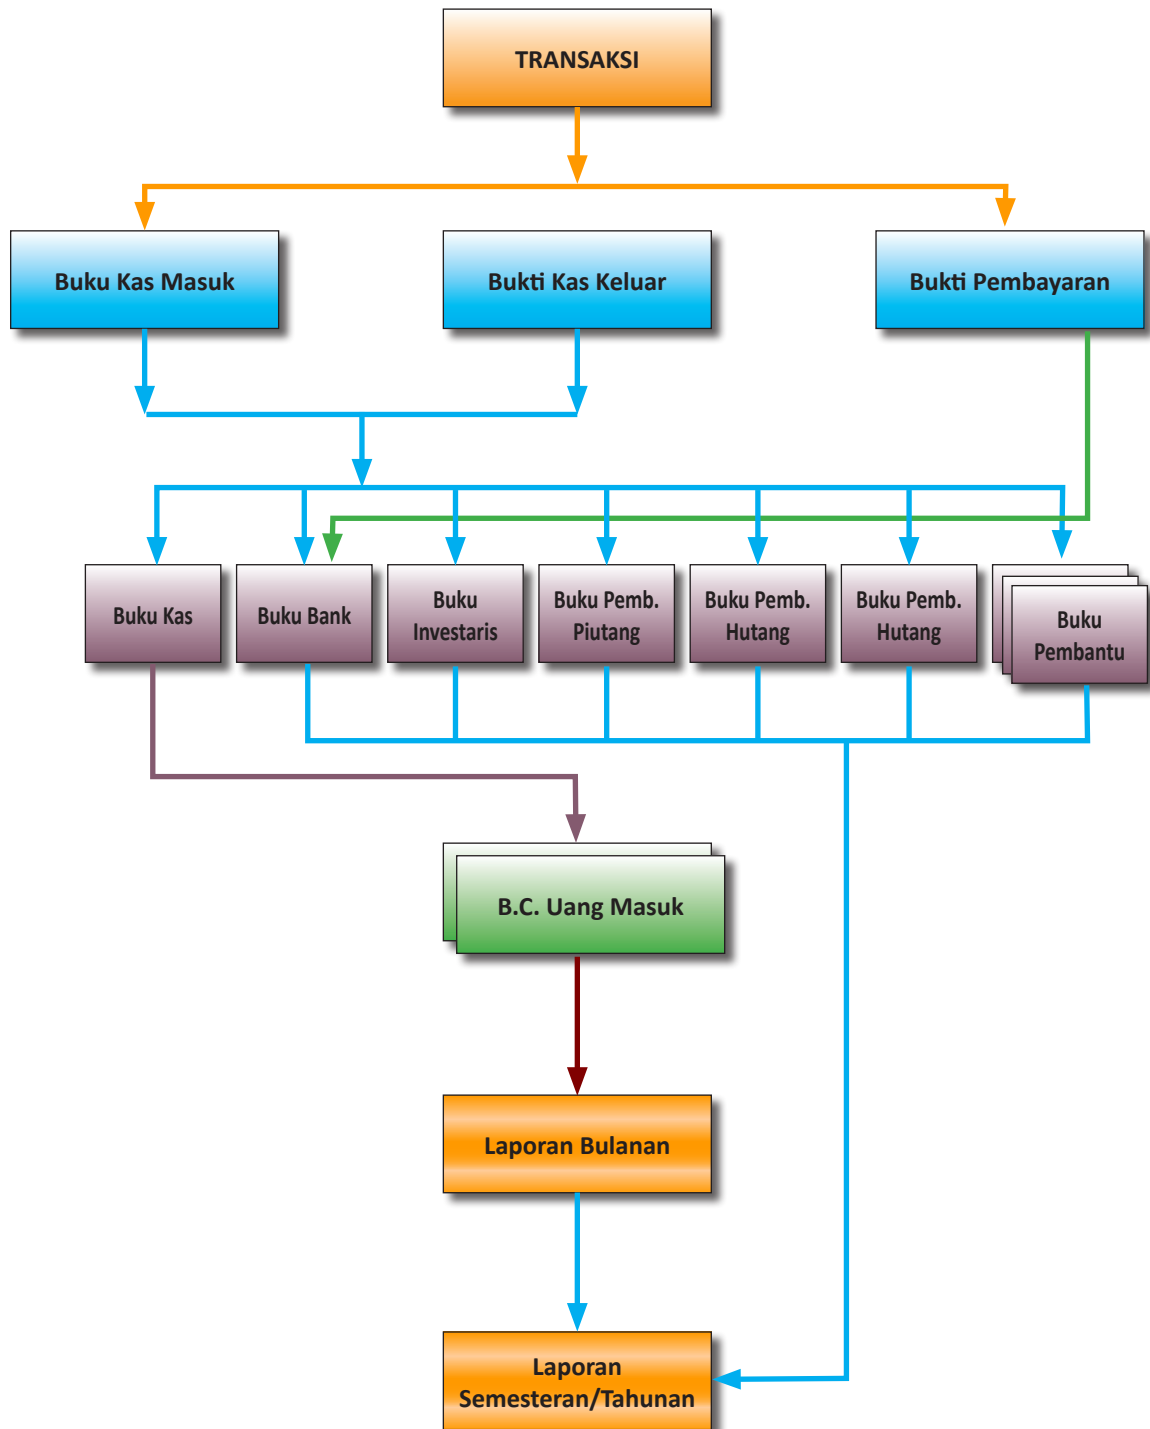 TRANSAKSI
Buku Kas Masuk
Bukti Kas Keluar
Bukti Pembayaran
Buku Kas
Buku Bank
Buku
Investaris
Buku Pemb.
Piutang
Buku Pemb.
Hutang
Buku Pemb.
Hutang
Buku
Pembantu
B.C. Uang Masuk
Laporan Bulanan
Laporan
Semesteran/Tahunan